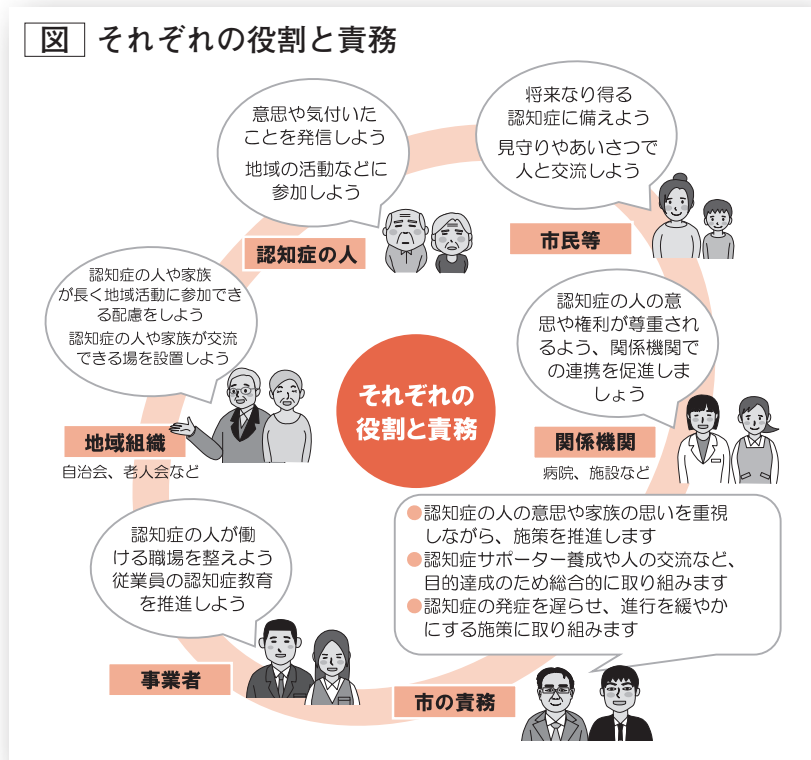 図 それぞれの役割と責務
意思や気付いた
ことを発信しよう
地域の活動などに
参加しよう
認知症の人
将来なり得る
認知症に備えよう
見守りやあいさつで
人と交流しよう
市民等
認知症の人や家族
が長く地域活動に参加でき
る配慮をしよう
認知症の人や家族が交流
できる場を設置しよう
地域組織
自治会、老人会など
それぞれの
役割と責務
認知症の人の意
思や権利が尊重され
るよう、関係機関で
の連携を促進しま
しょう
関係機関
病院、施設など
認知症の人が働
ける職場を整えよう
従業員の認知症教育
を推進しよう
事業者
●認知症の人の意思や家族の思いを重視
しながら、施策を推進します
●認知症サポーター養成や人の交流など、
目的達成のため総合的に取り組みます
●認知症の発症を遅らせ、進行を緩やか
にする施策に取り組みます
市の責務